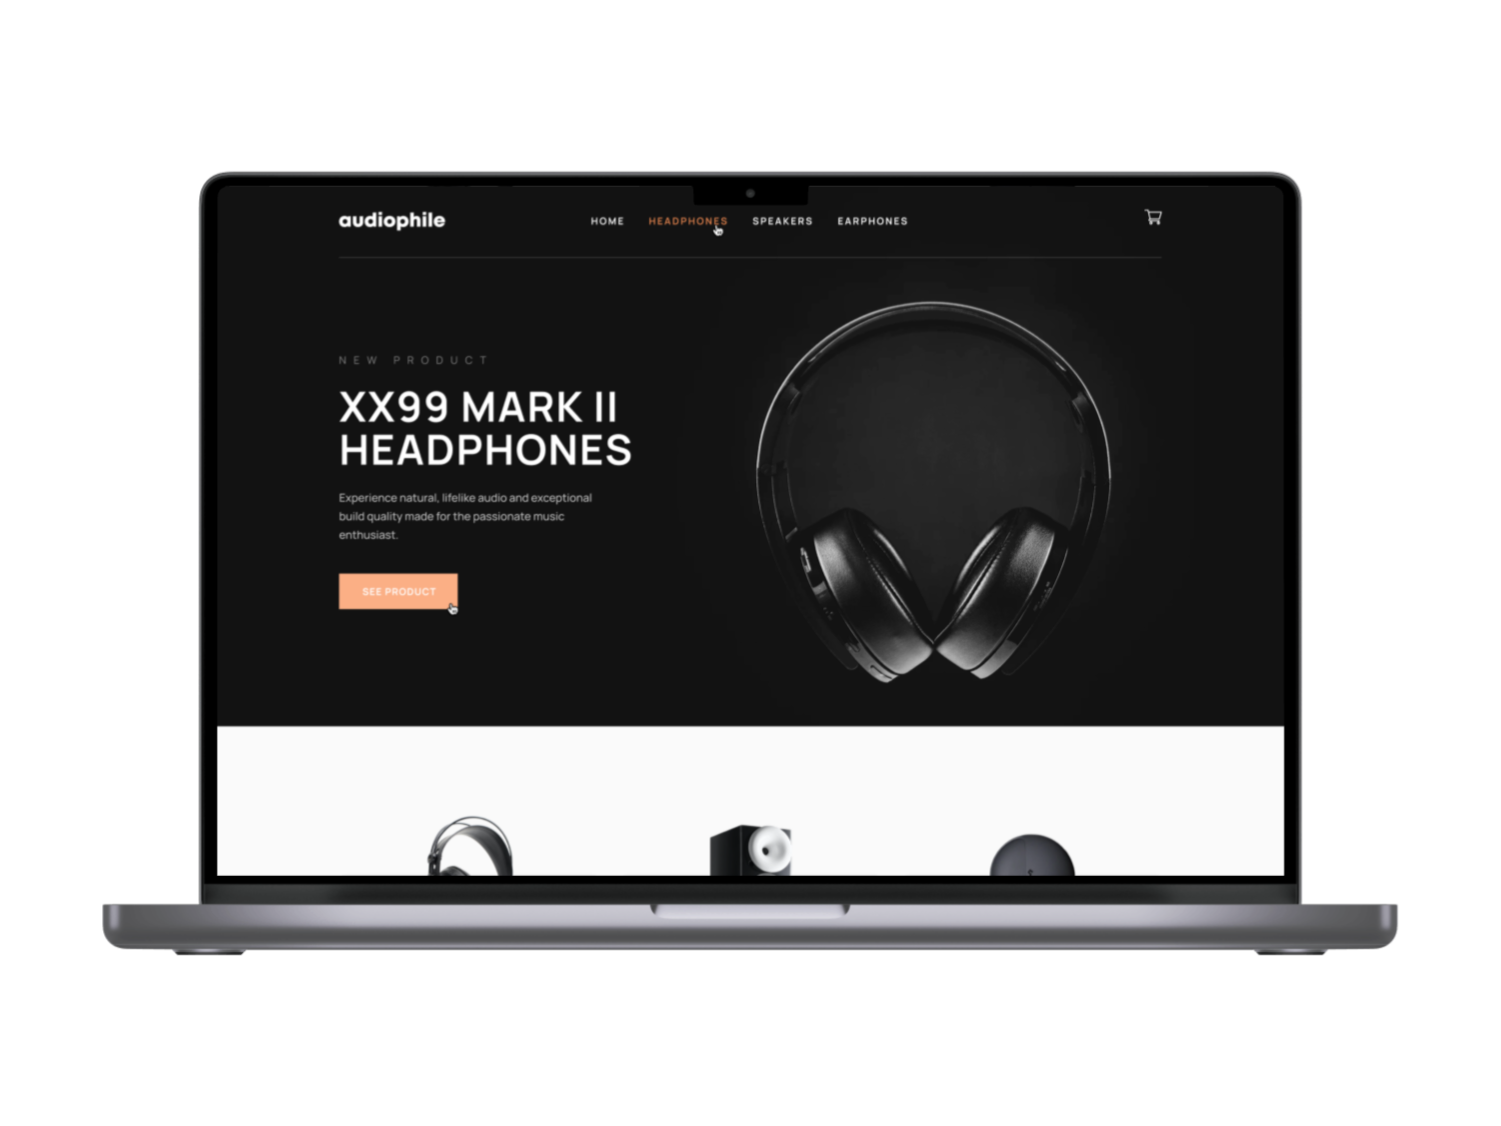 audiophile
HOME HEADPHONES SPEAKERS EARPHONES
NEW PRODUCT
XX99 MARK II
HEADPHONES
Experience natural, lifelike audio and exceptional
build quality made for the passionate music
enthusiast.
SEE PRODUCT